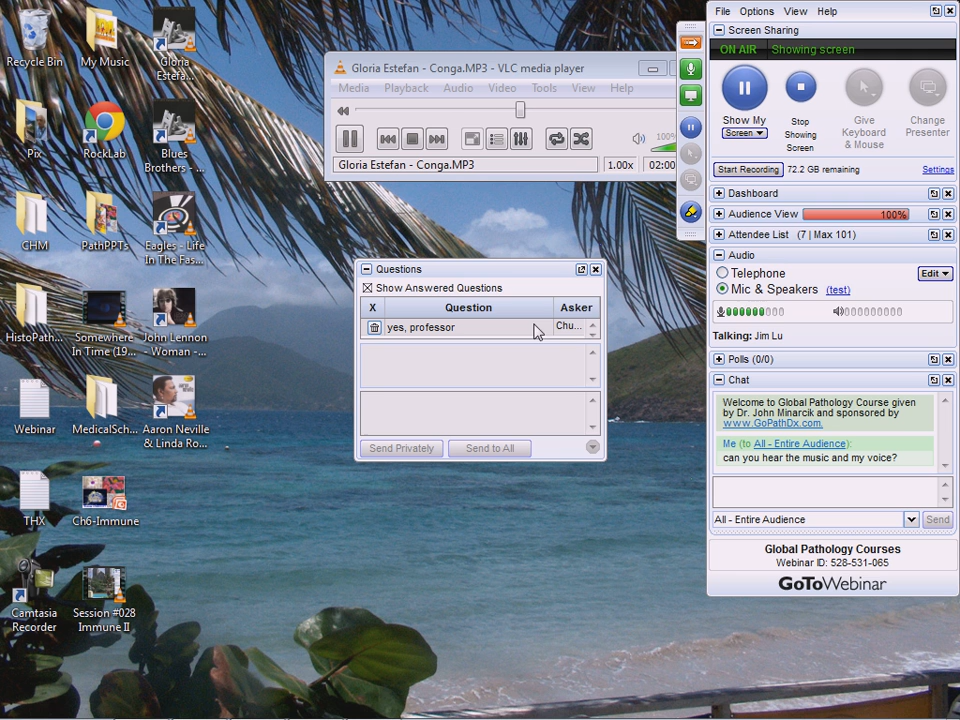 Recycle Bin
My Music
Gloria
Estefa...
Pix
RockLab
Blues
Brothers - ...
CHM
PathPPTs
Eagles - Life
In The Fas...
HistoPath...
Somewhere
In Time (19...
John Lennon
- Woman -...
Webinar
MedicalSch...
Aaron Neville
& Linda Ro...
THX
Ch6-Immune
Camtasia
Recorder
Session #028
Immune II
Gloria Estefan - Conga.MP3 - VLC media player
Media Playback Audio Video Tools View Help
100%
Gloria Estefan - Conga.MP3
1.00x
02:00
Questions
Show Answered Questions
X Question Asker
yes, professor
Chu...
Send Privately
Send to All
File Options View Help
Screen Sharing
ON AIR Showing screen
Show My
Screen
Stop
Showing
Screen
Give
Keyboard
& Mouse
Change
Presenter
Start Recording
72.2 GB remaining
Settings
Dashboard
Audience View
100%
Attendee List (7 | Max 101)
Audio
Telephone
Edit
Mic & Speakers (test)
Talking: Jim Lu
Polls (0/0)
Chat
Welcome to Global Pathology Course given
by Dr. John Minarcik and sponsored by
www.GoPathDx.com.
Me (to All - Entire Audience):
can you hear the music and my voice?
All - Entire Audience
Send
Global Pathology Courses
Webinar ID: 528-531-065
GoToWebinar